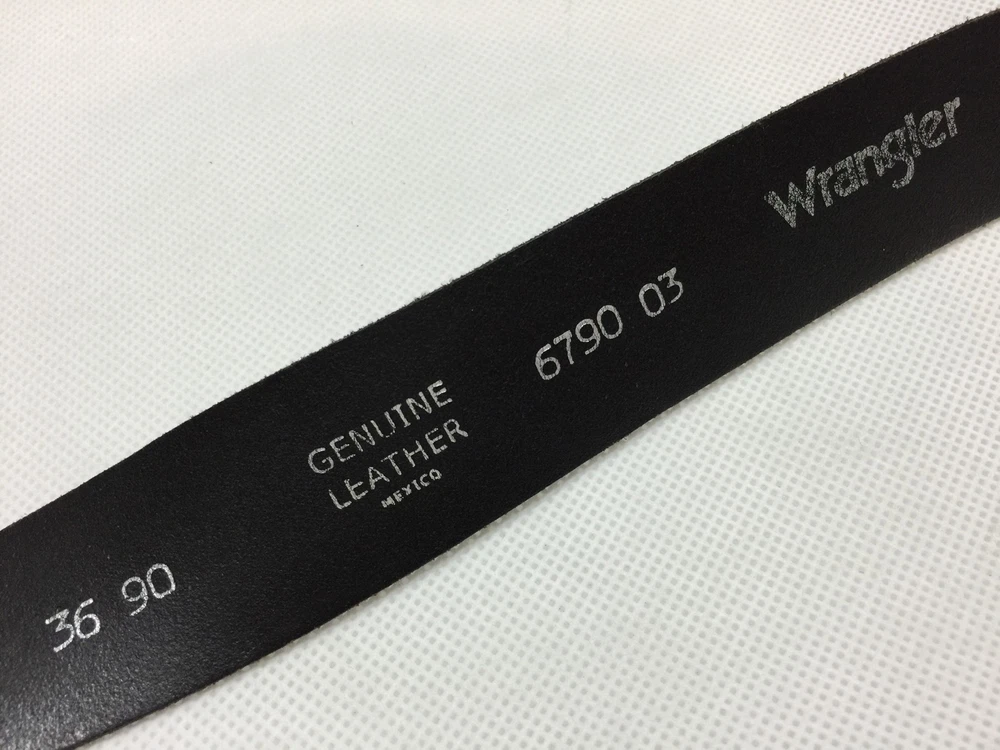 36 90
GENUINE
LEATHER
MEXICO
6790 03
Wrangler